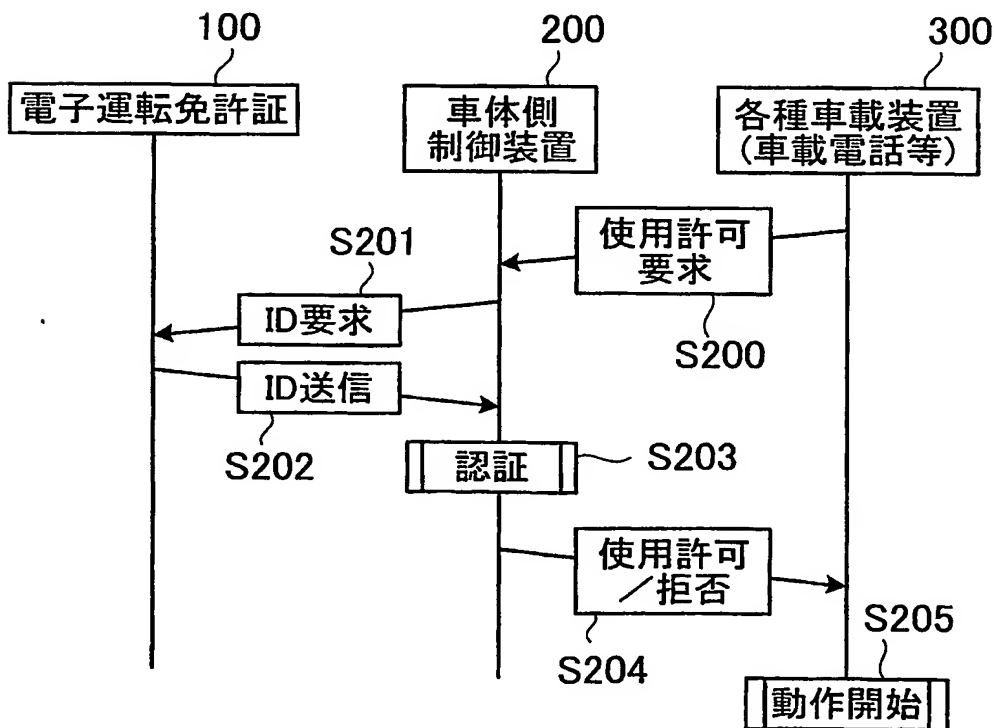 100
200
300
電子運転免許証
車体側
制御装置
各種車載装置
(車載電話等)
使用許可
要求
S200
S201
ID要求
ID送信
S202
認証
S203
使用許可
／拒否
S204
S205
動作開始